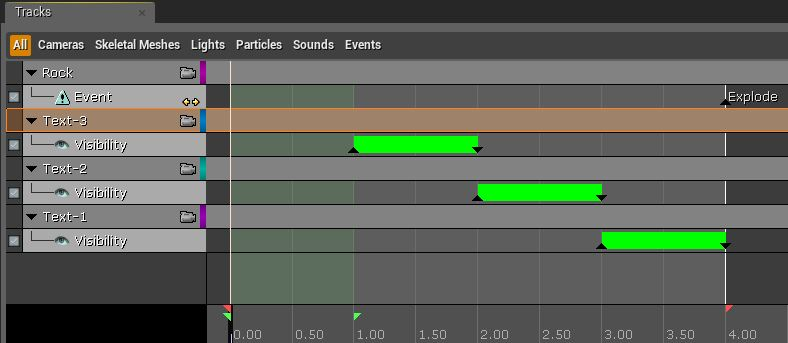 Tracks
All Cameras Skeletal Meshes Lights Particles Sounds Events
Rock
Event Explode
Text-3
Visibility
Text-2
Visibility
Text-1
Visibility
0.00 0.50 1.00 1.50 2.00 2.50 3.00 3.50 4.00